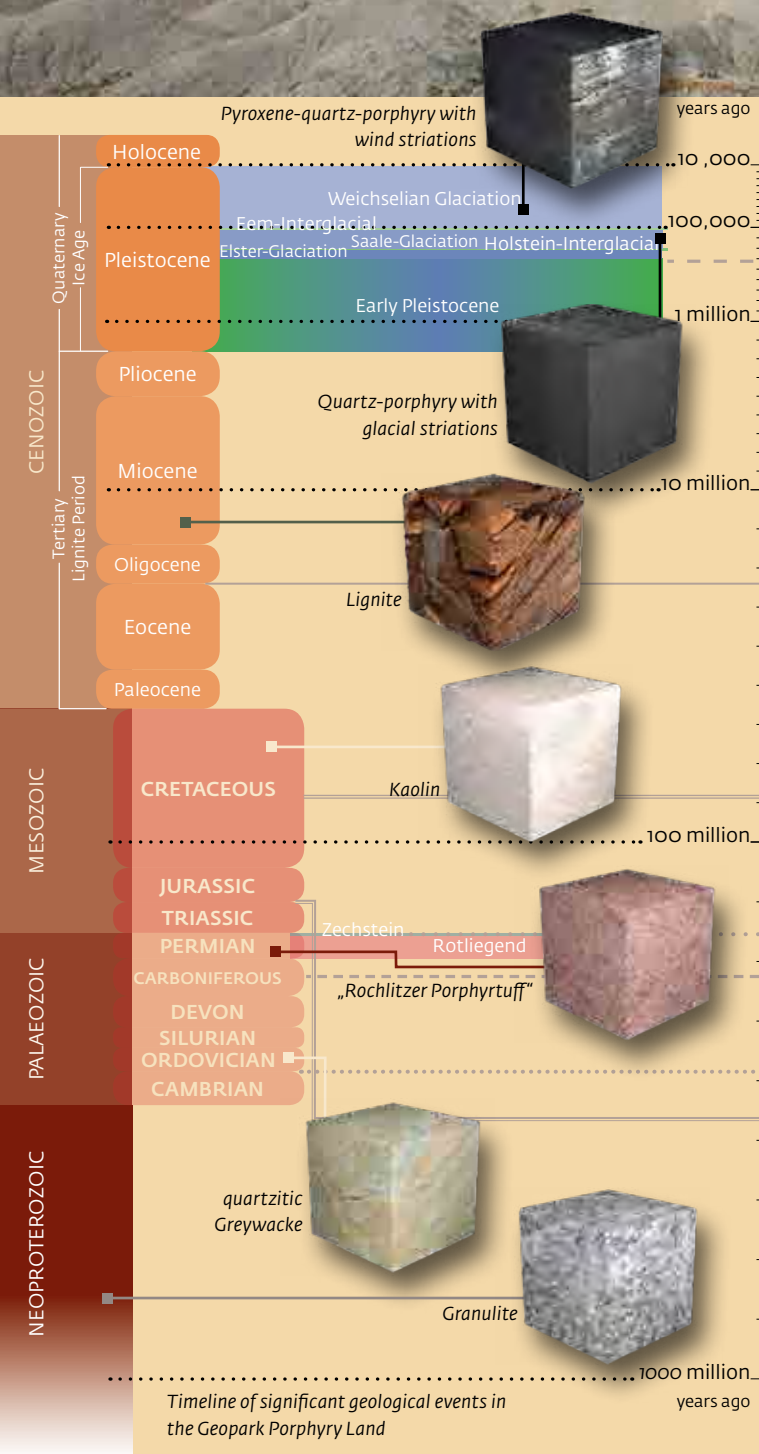 years ago
Pyroxene-quartz-porphyry with
wind striations
Holocene
10 ,000
Weichselian Glaciation
Eem-Interglacial
100,000
Saale-Glaciation
Holstein-Interglacial
Elster-Glaciation
Pleistocene
Quaternary
Ice Age
Early Pleistocene
1 million
Pliocene
Quartz-porphyry with
glacial striations
CENOZOIC
Miocene
10 million
Tertiary
Lignite Period
Oligocene
Lignite
Eocene
Paleocene
MESOZOIC
CRETACEOUS
Kaolin
100 million
JURASSIC
TRIASSIC
Zechstein
PERMIAN
Rotliegend
PALAEOZOIC
CARBONIFEROUS
„Rochlitzer Porphyrtuff“
DEVON
SILURIAN
ORDOVICIAN
CAMBRIAN
NEOPROTEROZOIC
quartzitic
Greywacke
Granulite
1000 million
years ago
Timeline of significant geological events in
the Geopark Porphyry Land